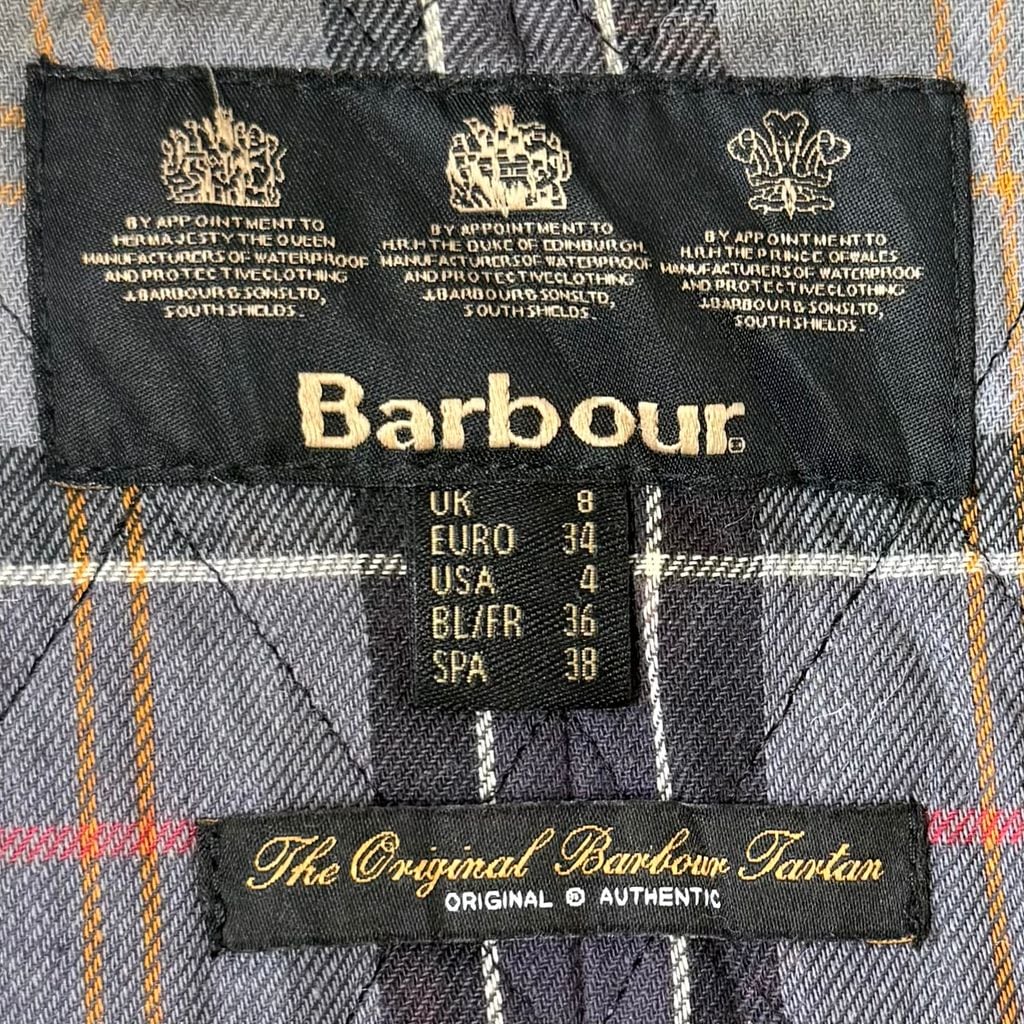 BY APPOINTMENT TO
HER MAJESTY THE QUEEN
MANUFACTURERS OF WATERPROOF
AND PROTECTIVE CLOTHING
J.BARBOUR & SONS LTD,
SOUTH SHIELDS.
BY APPOINTMENT TO
H.R.H THE DUKE OF EDINBURGH
MANUFACTURERS OF WATERPROOF
AND PROTECTIVE CLOTHING
J.BARBOUR & SONS LTD,
SOUTH SHIELDS.
BY APPOINTMENT TO
H.R.H THE PRINCE OF WALES
MANUFACTURERS OF WATERPROOF
AND PROTECTIVE CLOTHING
J.BARBOUR & SONS LTD,
SOUTH SHIELDS.
Barbour®
UK 8
EURO 34
USA 4
BL/FR 36
SPA 38
The Original Barbour Tartan
ORIGINAL ® AUTHENTIC